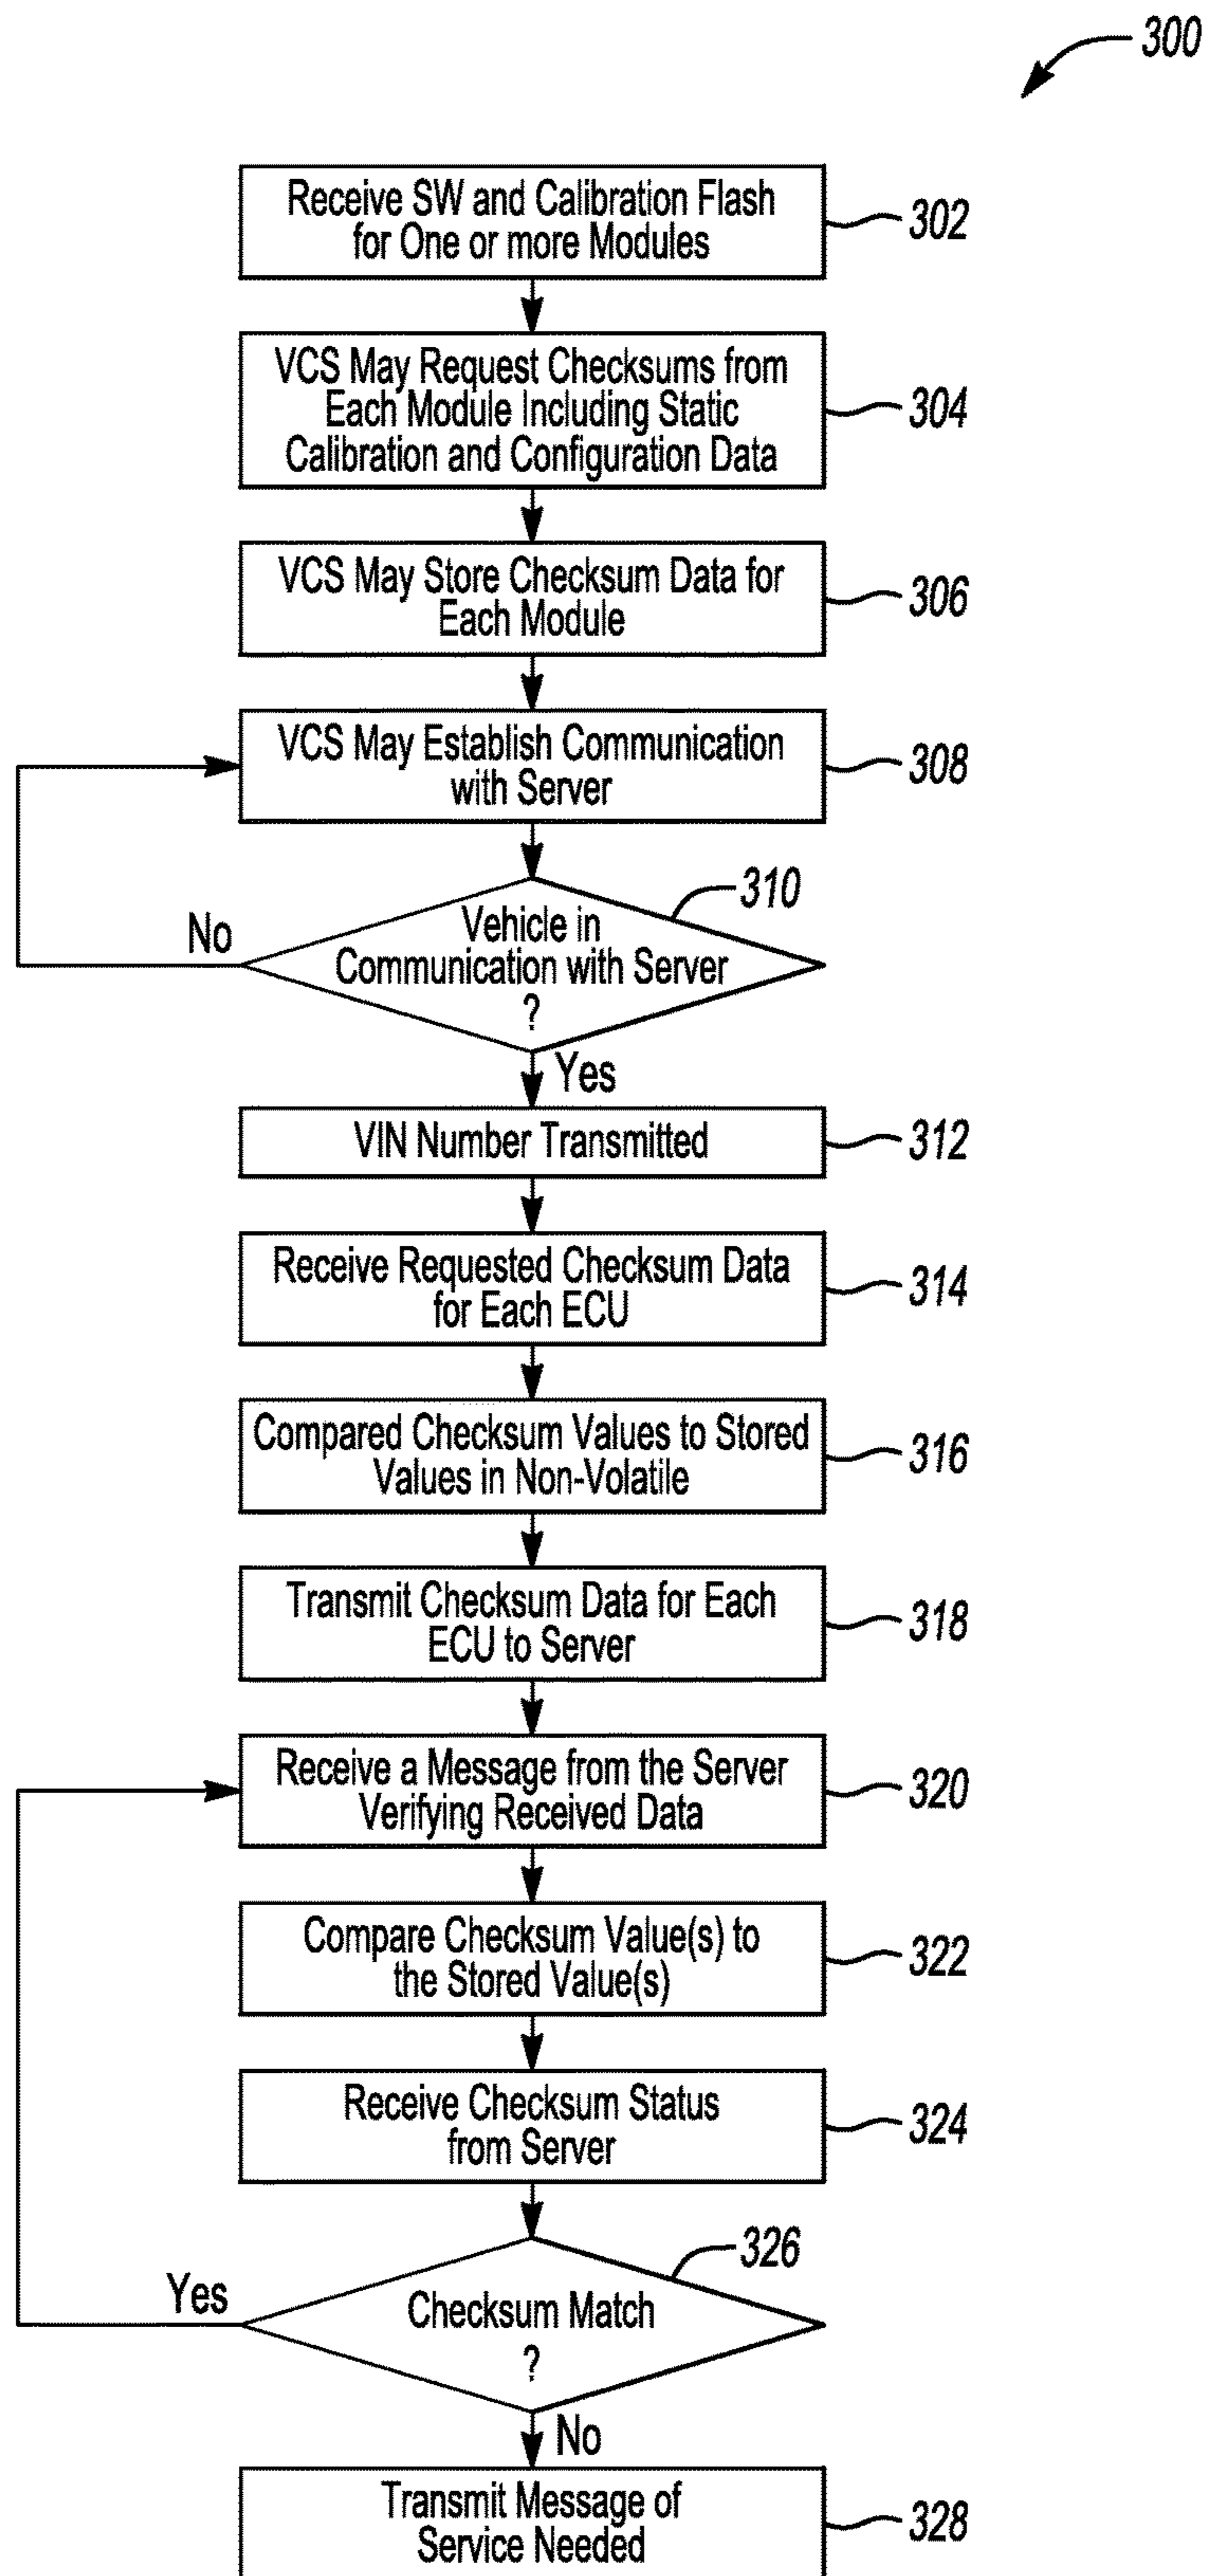 300
Receive SW and Calibration Flash
for One or more Modules
302
VCS May Request Checksums from
Each Module Including Static
Calibration and Configuration Data
304
VCS May Store Checksum Data for
Each Module
306
VCS May Establish Communication
with Server
308
310
No
Vehicle in
Communication with Server
?
Yes
VIN Number Transmitted
312
Receive Requested Checksum Data
for Each ECU
314
Compared Checksum Values to Stored
Values in Non-Volatile
316
Transmit Checksum Data for Each
ECU to Server
318
Receive a Message from the Server
Verifying Received Data
320
Compare Checksum Value(s) to
the Stored Value(s)
322
Receive Checksum Status
from Server
324
326
Yes
Checksum Match
?
No
Transmit Message of
Service Needed
328